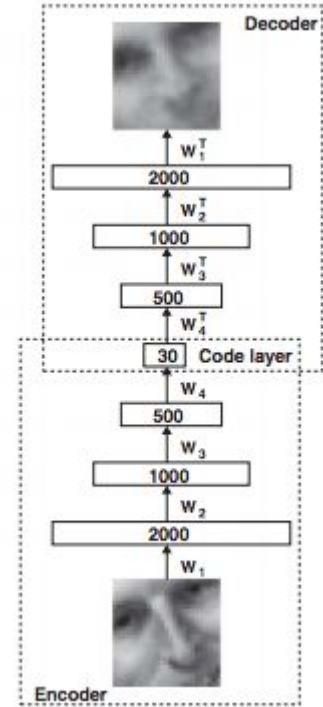 Decoder
W₁ᵀ
2000
W₂ᵀ
1000
W₃ᵀ
500
W₄ᵀ
30 Code layer
W₄
500
W₃
1000
W₂
2000
W₁
Encoder